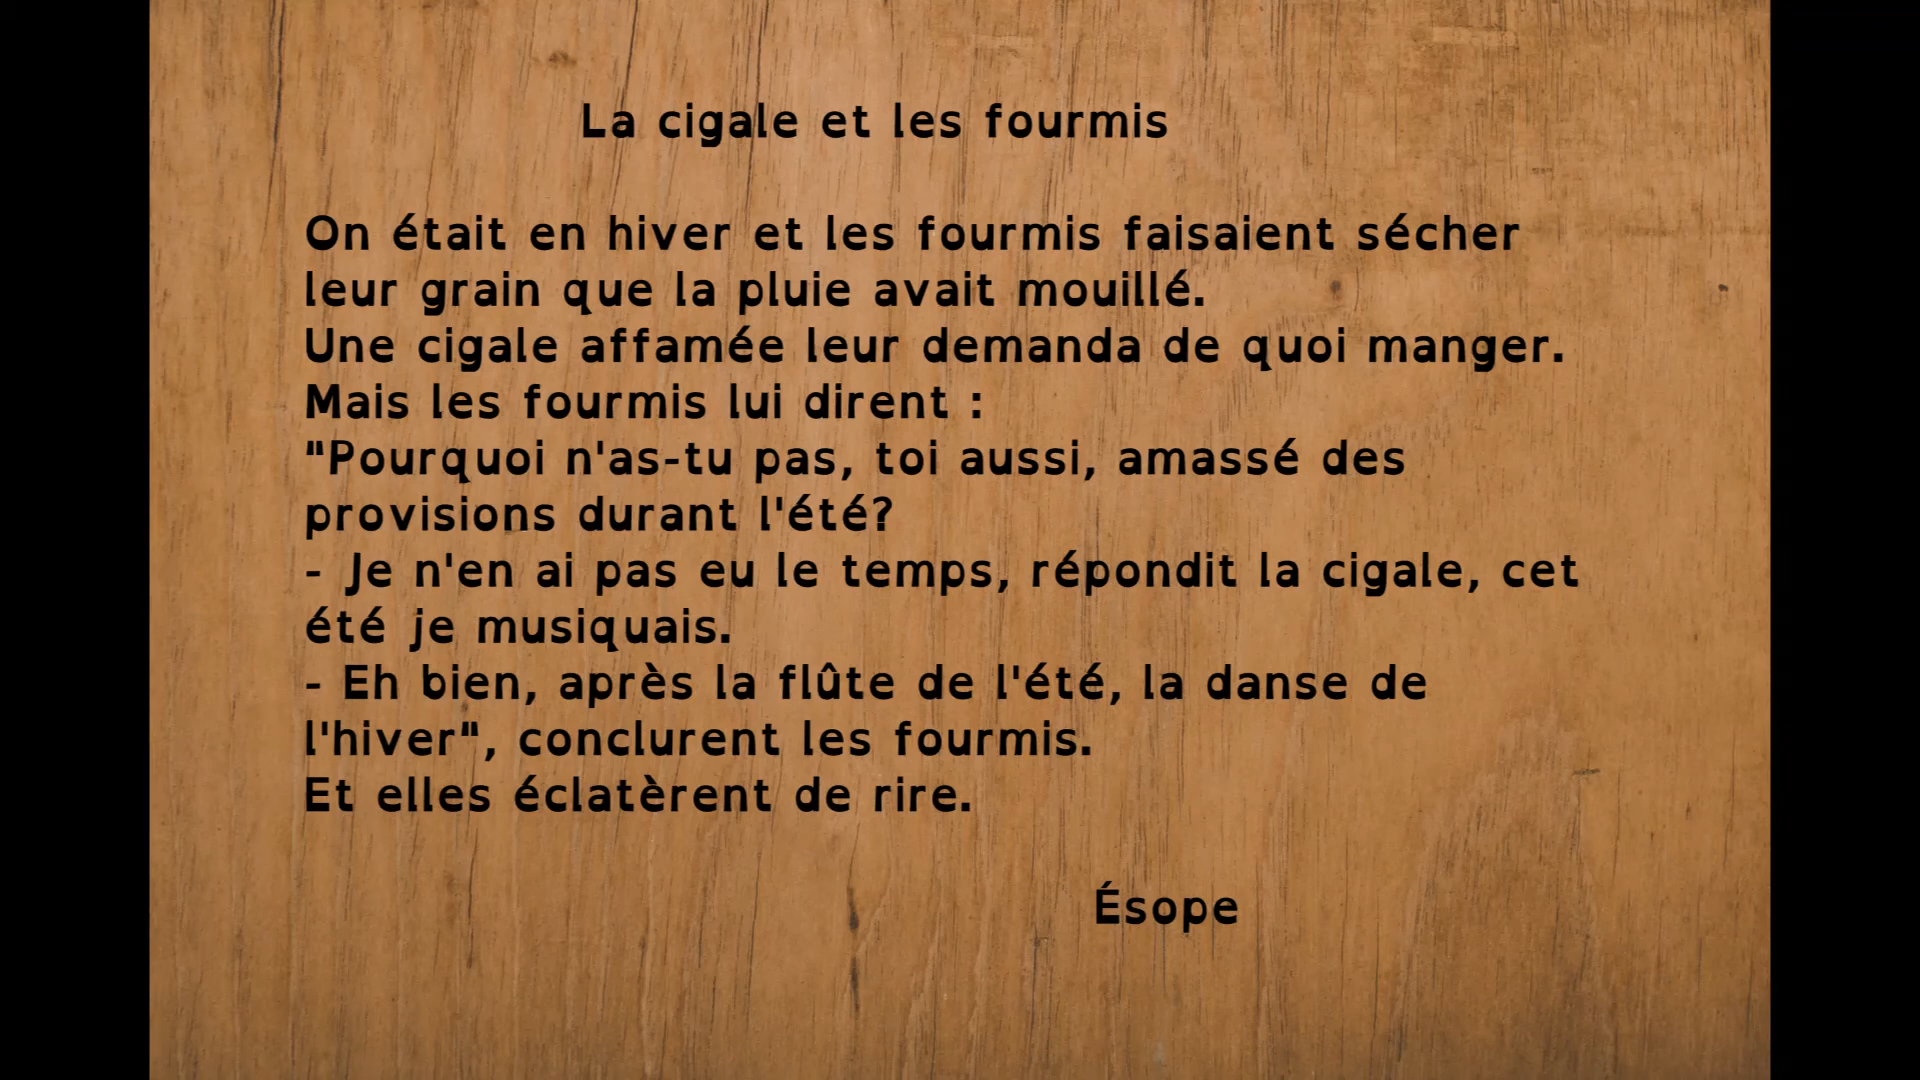 La cigale et les fourmis
On était en hiver et les fourmis faisaient sécher
leur grain que la pluie avait mouillé.
Une cigale affamée leur demanda de quoi manger.
Mais les fourmis lui dirent :
"Pourquoi n'as-tu pas, toi aussi, amassé des
provisions durant l'été?
- Je n'en ai pas eu le temps, répondit la cigale, cet
été je musiquais.
- Eh bien, après la flûte de l'été, la danse de
l'hiver", conclurent les fourmis.
Et elles éclatèrent de rire.
Ésope